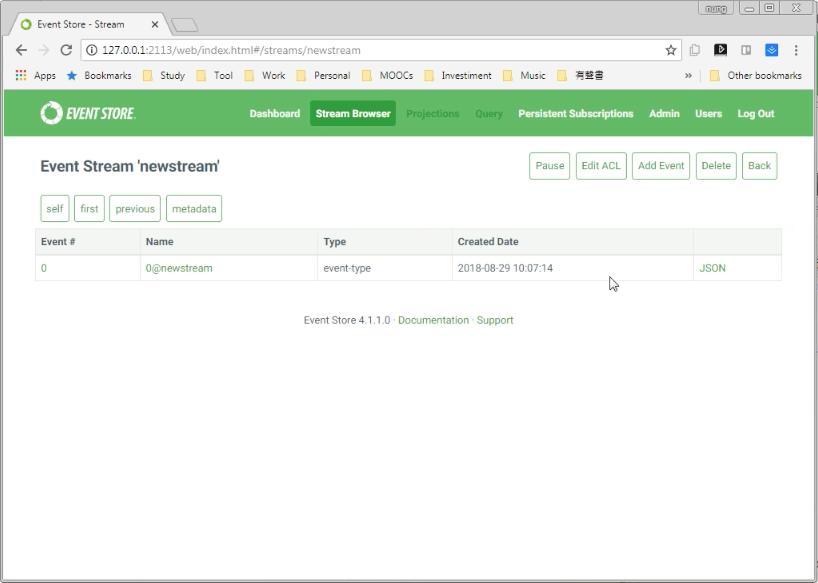 nung
Event Store - Stream
127.0.0.1:2113/web/index.html#/streams/newstream
Apps Bookmarks Study Tool Work Personal MOOCs Investiment Music 有聲書 » Other bookmarks
EVENT STORE. Dashboard Stream Browser Projections Query Persistent Subscriptions Admin Users Log Out
Event Stream 'newstream' Pause Edit ACL Add Event Delete Back
self first previous metadata
Event # Name Type Created Date
0 0@newstream event-type 2018-08-29 10:07:14 JSON
Event Store 4.1.1.0 · Documentation · Support